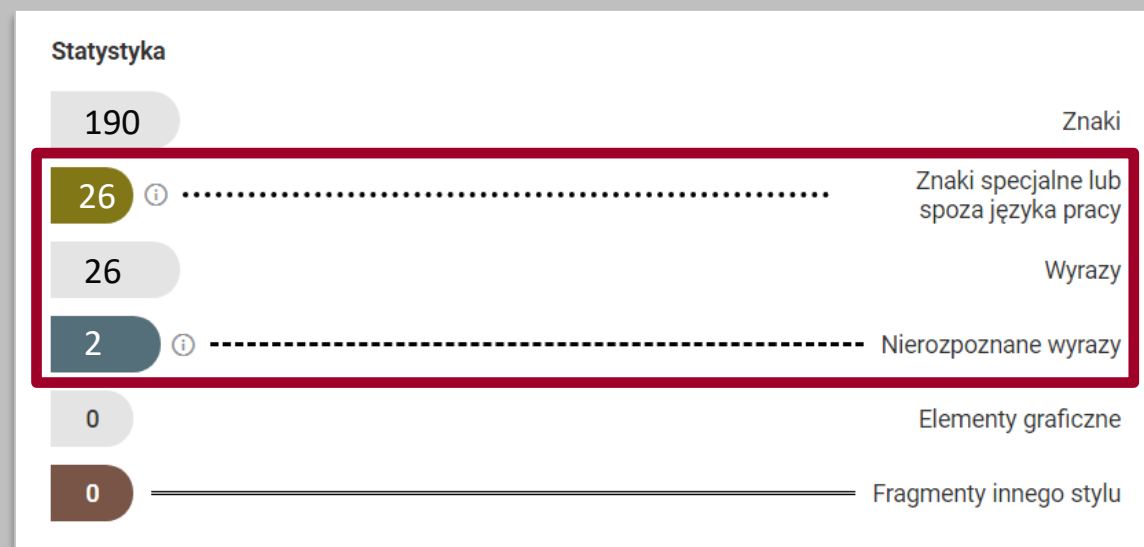 Statystyka
190 Znaki
26 Znaki specjalne lub
spoza języka pracy
26 Wyrazy
2 Nierozpoznane wyrazy
0 Elementy graficzne
0 Fragmenty innego stylu